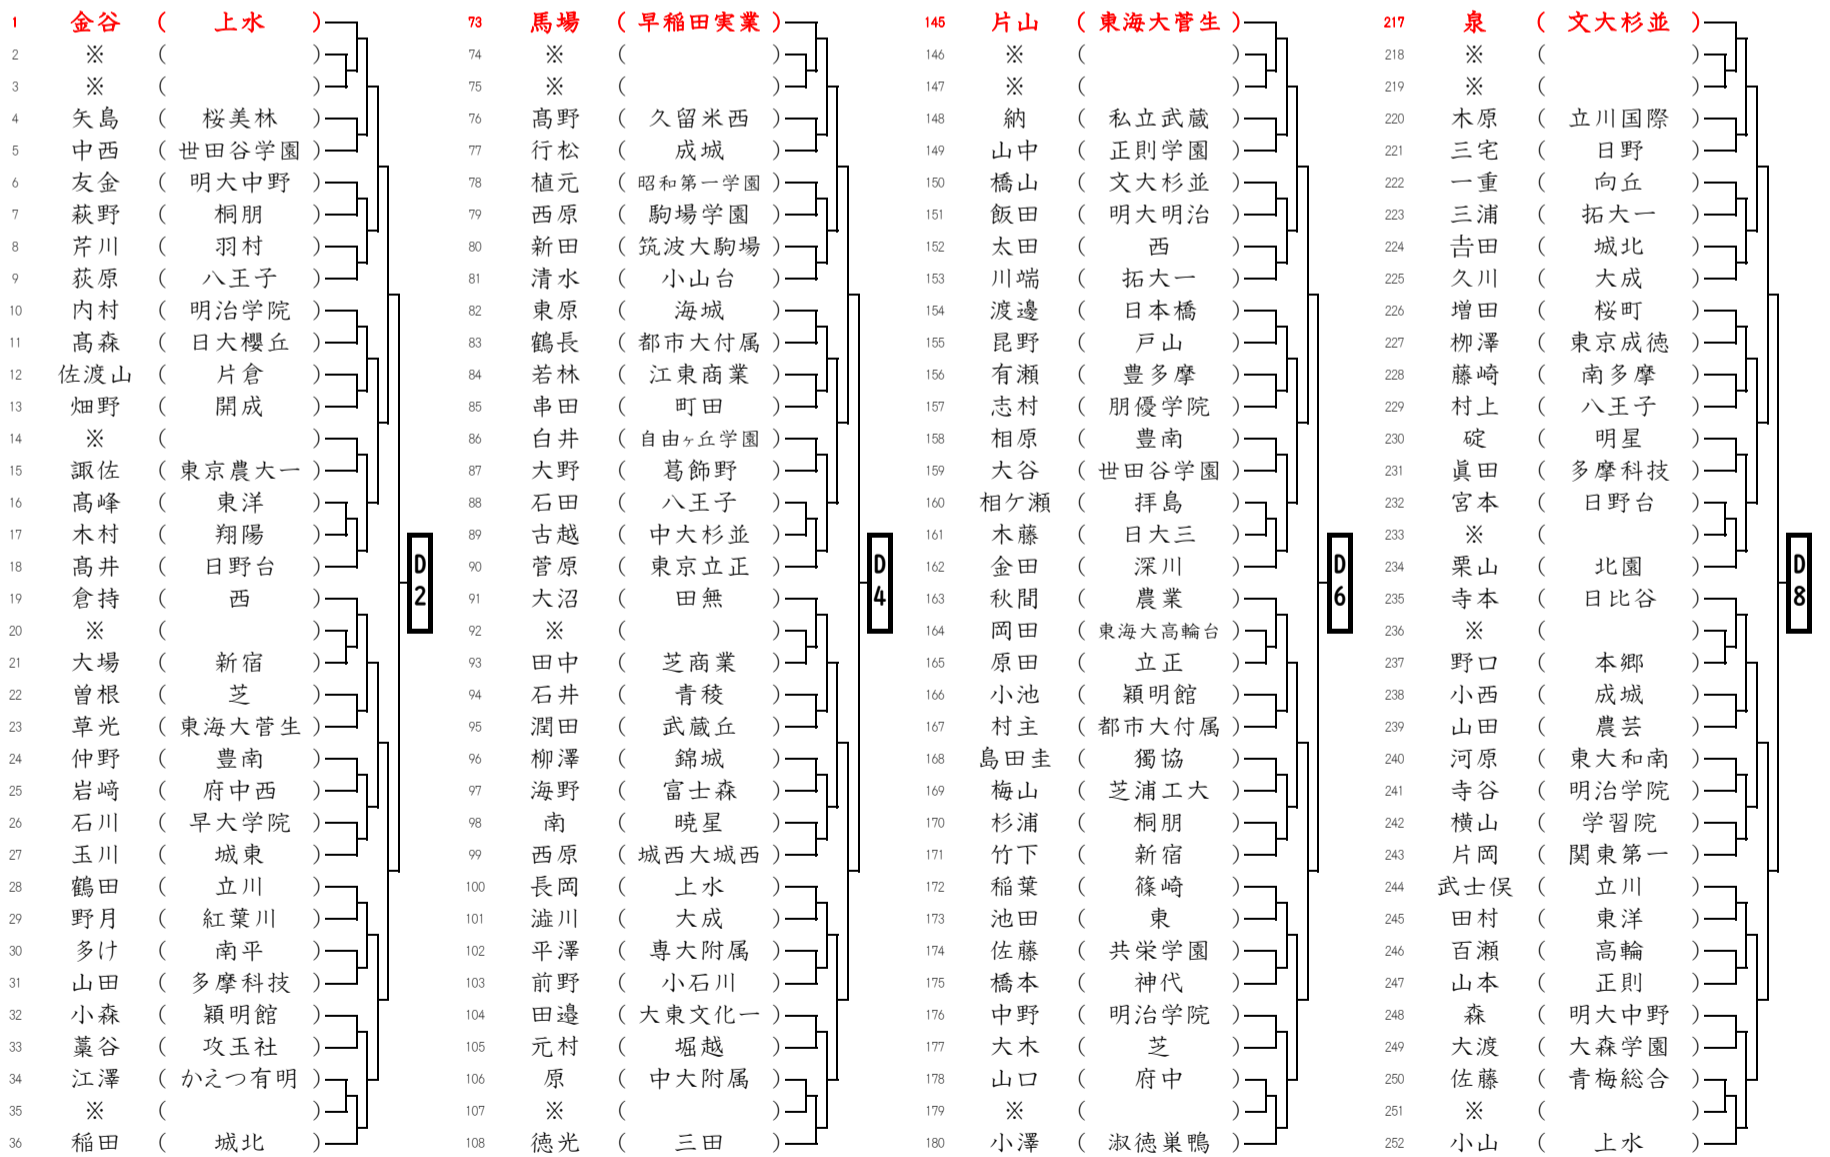 1 金谷 ( 上水 )
2 ※ ( )
3 ※ ( )
4 矢島 ( 桜美林 )
5 中西 ( 世田谷学園 )
6 友金 ( 明大中野 )
7 萩野 ( 桐朋 )
8 芹川 ( 羽村 )
9 荻原 ( 八王子 )
10 内村 ( 明治学院 )
11 髙森 ( 日大櫻丘 )
12 佐渡山 ( 片倉 )
13 畑野 ( 開成 )
14 ※ ( )
15 諏佐 ( 東京農大一 )
16 髙峰 ( 東洋 )
17 木村 ( 翔陽 )
18 髙井 ( 日野台 )
19 倉持 ( 西 )
20 ※ ( )
21 大場 ( 新宿 )
22 曽根 ( 芝 )
23 草光 ( 東海大菅生 )
24 仲野 ( 豊南 )
25 岩﨑 ( 府中西 )
26 石川 ( 早大学院 )
27 玉川 ( 城東 )
28 鶴田 ( 立川 )
29 野月 ( 紅葉川 )
30 多け ( 南平 )
31 山田 ( 多摩科技 )
32 小森 ( 穎明館 )
33 藁谷 ( 攻玉社 )
34 江澤 ( かえつ有明 )
35 ※ ( )
36 稲田 ( 城北 )
D2
73 馬場 ( 早稲田実業 )
74 ※ ( )
75 ※ ( )
76 髙野 ( 久留米西 )
77 行松 ( 成城 )
78 植元 ( 昭和第一学園 )
79 西原 ( 駒場学園 )
80 新田 ( 筑波大駒場 )
81 清水 ( 小山台 )
82 東原 ( 海城 )
83 鶴長 ( 都市大付属 )
84 若林 ( 江東商業 )
85 串田 ( 町田 )
86 白井 ( 自由ヶ丘学園 )
87 大野 ( 葛飾野 )
88 石田 ( 八王子 )
89 古越 ( 中大杉並 )
90 菅原 ( 東京立正 )
91 大沼 ( 田無 )
92 ※ ( )
93 田中 ( 芝商業 )
94 石井 ( 青稜 )
95 潤田 ( 武蔵丘 )
96 柳澤 ( 錦城 )
97 海野 ( 富士森 )
98 南 ( 暁星 )
99 西原 ( 城西大城西 )
100 長岡 ( 上水 )
101 澁川 ( 大成 )
102 平澤 ( 専大附属 )
103 前野 ( 小石川 )
104 田邉 ( 大東文化一 )
105 元村 ( 堀越 )
106 原 ( 中大附属 )
107 ※ ( )
108 徳光 ( 三田 )
D4
145 片山 ( 東海大菅生 )
146 ※ ( )
147 ※ ( )
148 納 ( 私立武蔵 )
149 山中 ( 正則学園 )
150 橋山 ( 文大杉並 )
151 飯田 ( 明大明治 )
152 太田 ( 西 )
153 川端 ( 拓大一 )
154 渡邊 ( 日本橋 )
155 昆野 ( 戸山 )
156 有瀬 ( 豊多摩 )
157 志村 ( 朋優学院 )
158 相原 ( 豊南 )
159 大谷 ( 世田谷学園 )
160 相ケ瀬 ( 拝島 )
161 木藤 ( 日大三 )
162 金田 ( 深川 )
163 秋間 ( 農業 )
164 岡田 ( 東海大高輪台 )
165 原田 ( 立正 )
166 小池 ( 穎明館 )
167 村主 ( 都市大付属 )
168 島田圭 ( 獨協 )
169 梅山 ( 芝浦工大 )
170 杉浦 ( 桐朋 )
171 竹下 ( 新宿 )
172 稲葉 ( 篠崎 )
173 池田 ( 東 )
174 佐藤 ( 共栄学園 )
175 橋本 ( 神代 )
176 中野 ( 明治学院 )
177 大木 ( 芝 )
178 山口 ( 府中 )
179 ※ ( )
180 小澤 ( 淑徳巣鴨 )
D6
217 泉 ( 文大杉並 )
218 ※ ( )
219 ※ ( )
220 木原 ( 立川国際 )
221 三宅 ( 日野 )
222 一重 ( 向丘 )
223 三浦 ( 拓大一 )
224 𠮷田 ( 城北 )
225 久川 ( 大成 )
226 増田 ( 桜町 )
227 栁澤 ( 東京成徳 )
228 藤崎 ( 南多摩 )
229 村上 ( 八王子 )
230 碇 ( 明星 )
231 眞田 ( 多摩科技 )
232 宮本 ( 日野台 )
233 ※ ( )
234 栗山 ( 北園 )
235 寺本 ( 日比谷 )
236 ※ ( )
237 野口 ( 本郷 )
238 小西 ( 成城 )
239 山田 ( 農芸 )
240 河原 ( 東大和南 )
241 寺谷 ( 明治学院 )
242 横山 ( 学習院 )
243 片岡 ( 関東第一 )
244 武士俣 ( 立川 )
245 田村 ( 東洋 )
246 百瀬 ( 高輪 )
247 山本 ( 正則 )
248 森 ( 明大中野 )
249 大渡 ( 大森学園 )
250 佐藤 ( 青梅総合 )
251 ※ ( )
252 小山 ( 上水 )
D8